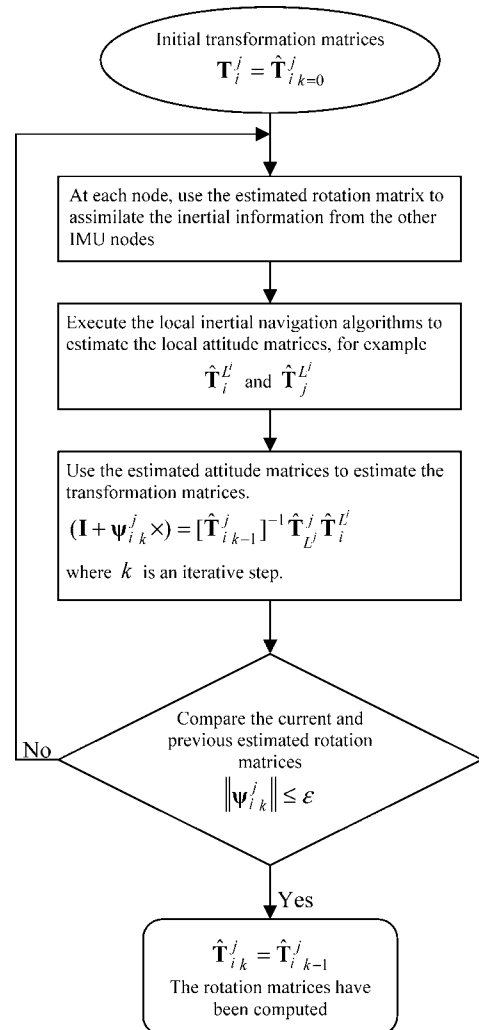 Initial transformation matrices
𝐓ᵢʲ = 𝐓̂ᵢʲ ₖ₌₀
At each node, use the estimated rotation matrix to
assimilate the inertial information from the other
IMU nodes
Execute the local inertial navigation algorithms to
estimate the local attitude matrices, for example
𝐓̂_i^{L^i} and 𝐓̂_j^{L^j}
Use the estimated attitude matrices to estimate the
transformation matrices.
(𝐈 + 𝛙_i^j_k ×) = [𝐓̂_i^j_{k−1}]^{−1} 𝐓̂_{L^j}^j 𝐓̂_i^{L^i}
where k is an iterative step.
Compare the current and
previous estimated rotation
matrices
‖𝛙_i^j_k‖ ≤ ε
No
Yes
𝐓̂_i^j_k = 𝐓̂_i^j_{k−1}
The rotation matrices have
been computed